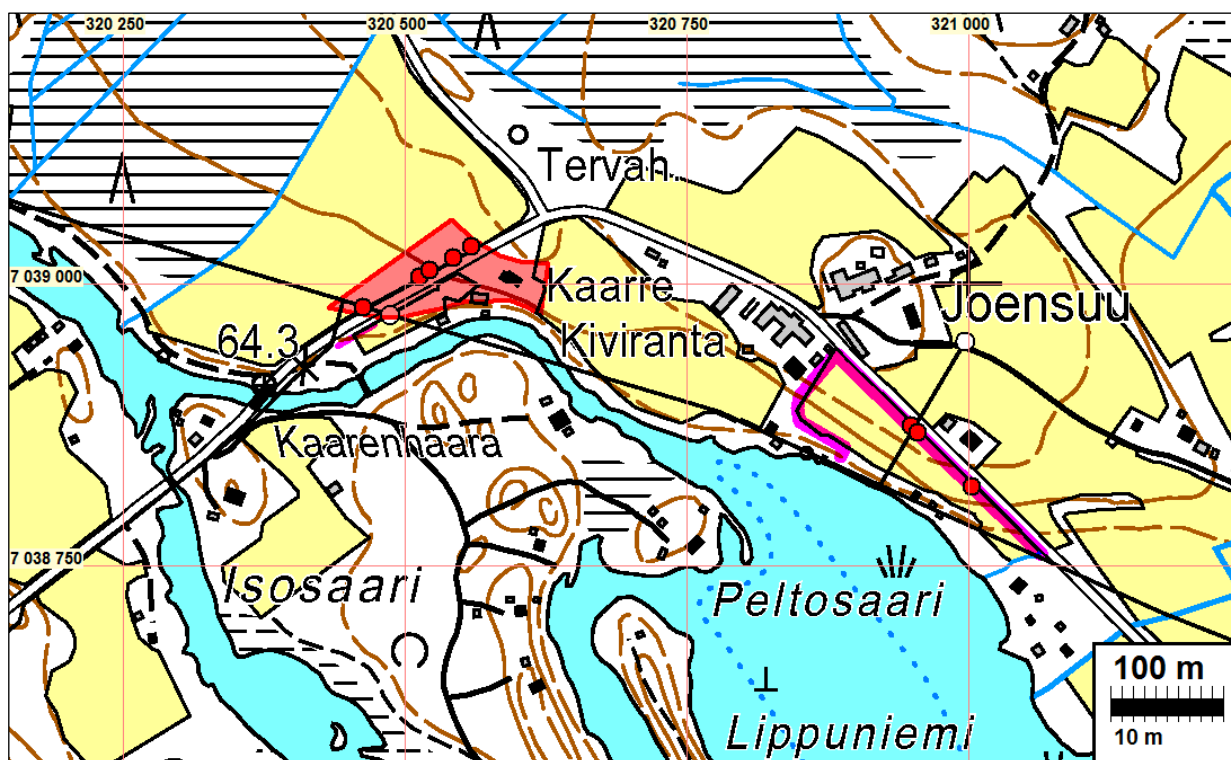 320 250
320 500
320 750
321 000
Tervah.
7 039 000
Kaarre
Joensuu
64.3
Kiviranta
Kaarenhaara
7 038 750
Isosaari
Peltosaari
100 m
10 m
Lippuniemi